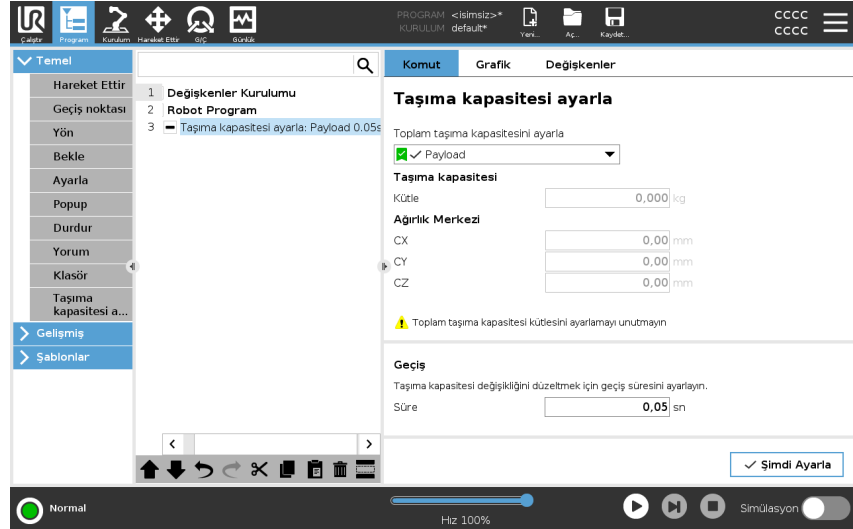 PROGRAM <isimsiz>*
KURULUM default*
Çalıştır
Program
Kurulum
Hareket Ettir
G/Ç
Günlük
Yeni...
Aç...
Kaydet...
cccc
cccc
Temel
Hareket Ettir
Geçiş noktası
Yön
Bekle
Ayarla
Popup
Durdur
Yorum
Klasör
Taşıma
kapasitesi a...
Gelişmiş
Şablonlar
1 Değişkenler Kurulumu
2 Robot Program
3 Taşıma kapasitesi ayarla: Payload 0.05s
Komut
Grafik
Değişkenler
Taşıma kapasitesi ayarla
Toplam taşıma kapasitesini ayarla
Payload
Taşıma kapasitesi
Kütle 0,000 kg
Ağırlık Merkezi
CX 0,00 mm
CY 0,00 mm
CZ 0,00 mm
Toplam taşıma kapasitesi kütlesini ayarlamayı unutmayın
Geçiş
Taşıma kapasitesi değişikliğini düzeltmek için geçiş süresini ayarlayın.
Süre 0,05 sn
Şimdi Ayarla
Normal
Hız 100%
Simülasyon